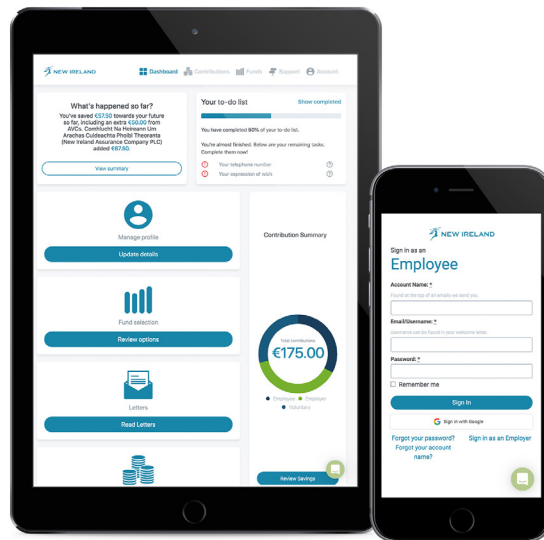 NEW IRELAND
Dashboard
Contributions
Funds
Support
Account
What's happened so far?
You've saved €57.50 towards your future
so far, including an extra €50.00 from
AVCs. Comhlucht Na Heireann Um
Arachas Cuideachta Phoibi Theoranta
(New Ireland Assurance Company PLC)
added €67.50.
View summary
Your to-do list
Show completed
You have completed 50% of your to-do list.
You're almost finished. Below are your remaining tasks.
Complete them now!
Your telephone number
Your expression of wish
Manage profile
Update details
Fund selection
Review options
Letters
Read Letters
Contribution Summary
Total contributions
€175.00
Employee
Employer
Voluntary
Review Savings
NEW IRELAND
Sign in as an
Employee
Account Name: *
Found at the top of all emails we send you.
Email/Username: *
Username can be found in your welcome letter.
Password: *
Remember me
Sign In
Sign in with Google
Forgot your password?
Sign in as an Employer
Forgot your account
name?